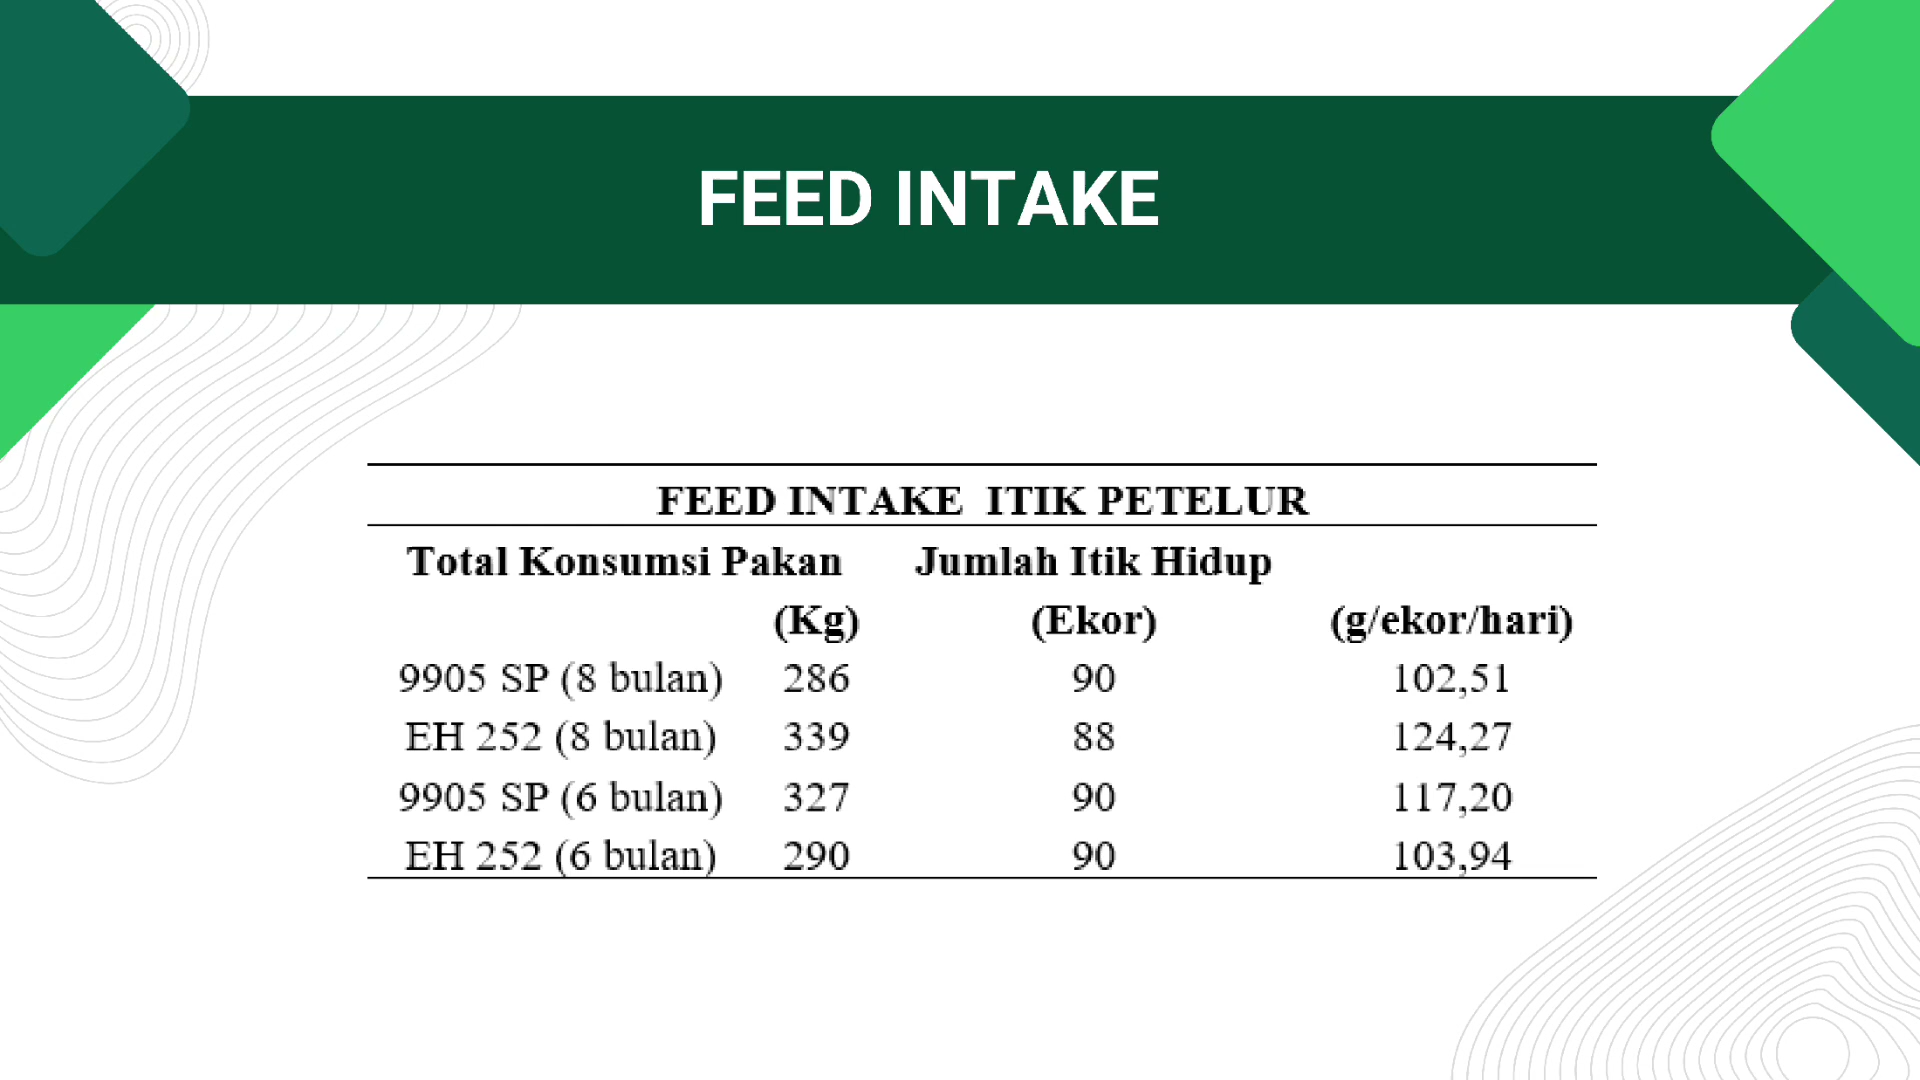 FEED INTAKE
FEED INTAKE ITIK PETELUR
Total Konsumsi Pakan Jumlah Itik Hidup
(Kg) (Ekor) (g/ekor/hari)
9905 SP (8 bulan) 286 90 102,51
EH 252 (8 bulan) 339 88 124,27
9905 SP (6 bulan) 327 90 117,20
EH 252 (6 bulan) 290 90 103,94